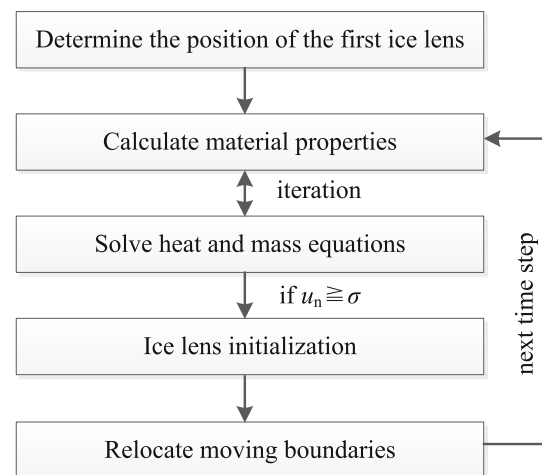 Determine the position of the first ice lens
Calculate material properties
iteration
Solve heat and mass equations
if uₙ ≧ σ
Ice lens initialization
Relocate moving boundaries
next time step